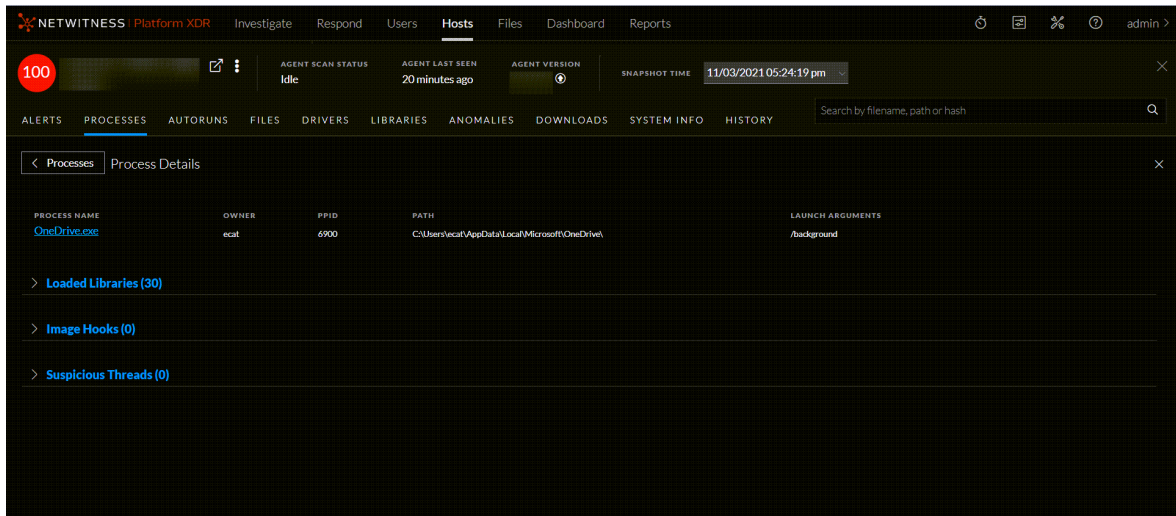 NETWITNESS Platform XDR Investigate Respond Users Hosts Files Dashboard Reports admin >
100 AGENT SCAN STATUS AGENT LAST SEEN AGENT VERSION SNAPSHOT TIME 11/03/2021 05:24:19 pm
Idle 20 minutes ago
ALERTS PROCESSES AUTORUNS FILES DRIVERS LIBRARIES ANOMALIES DOWNLOADS SYSTEM INFO HISTORY Search by filename, path or hash
< Processes Process Details
PROCESS NAME OWNER PPID PATH LAUNCH ARGUMENTS
OneDrive.exe ecat 6900 C:\Users\ecat\AppData\Local\Microsoft\OneDrive\ /background
> Loaded Libraries (30)
> Image Hooks (0)
> Suspicious Threads (0)